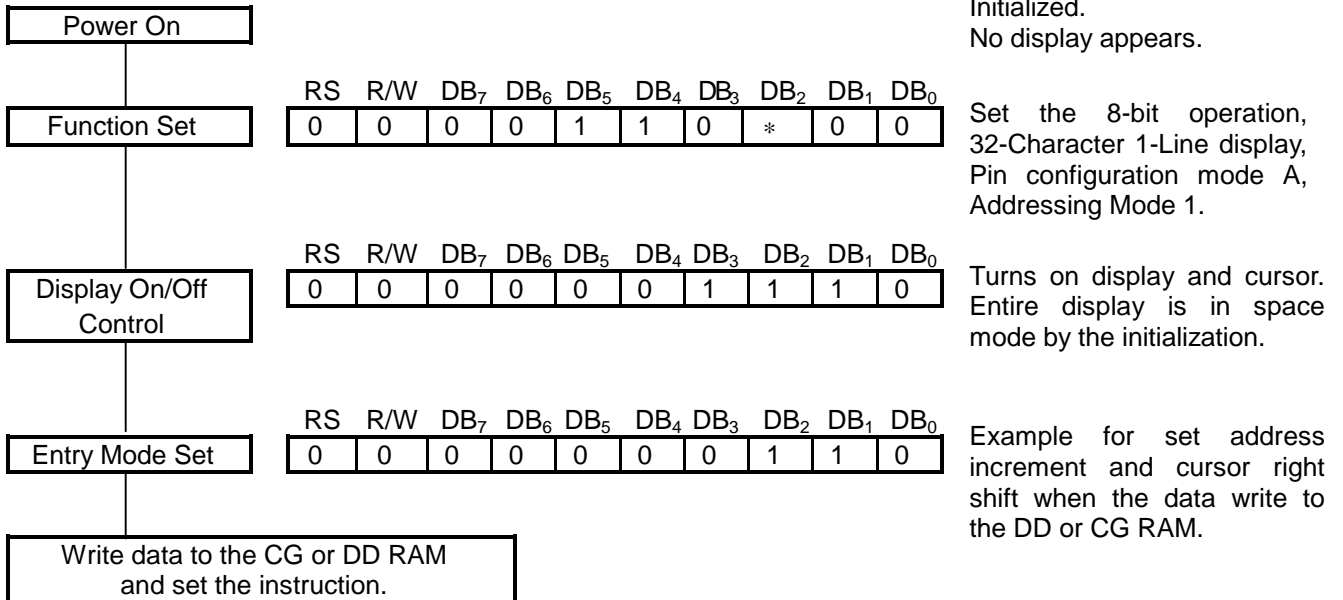 Initialized.
Power On
No display appears.
RS R/W DB7 DB6 DB5 DB4 DB3 DB2 DB1 DB0
Function Set
0 0 0 0 1 1 0 * 0 0
Set the 8-bit operation,
32-Character 1-Line display,
Pin configuration mode A,
Addressing Mode 1.
RS R/W DB7 DB6 DB5 DB4 DB3 DB2 DB1 DB0
Display On/Off
Control
0 0 0 0 0 0 1 1 1 0
Turns on display and cursor.
Entire display is in space
mode by the initialization.
RS R/W DB7 DB6 DB5 DB4 DB3 DB2 DB1 DB0
Entry Mode Set
0 0 0 0 0 0 0 1 1 0
Example for set address
increment and cursor right
shift when the data write to
the DD or CG RAM.
Write data to the CG or DD RAM
and set the instruction.